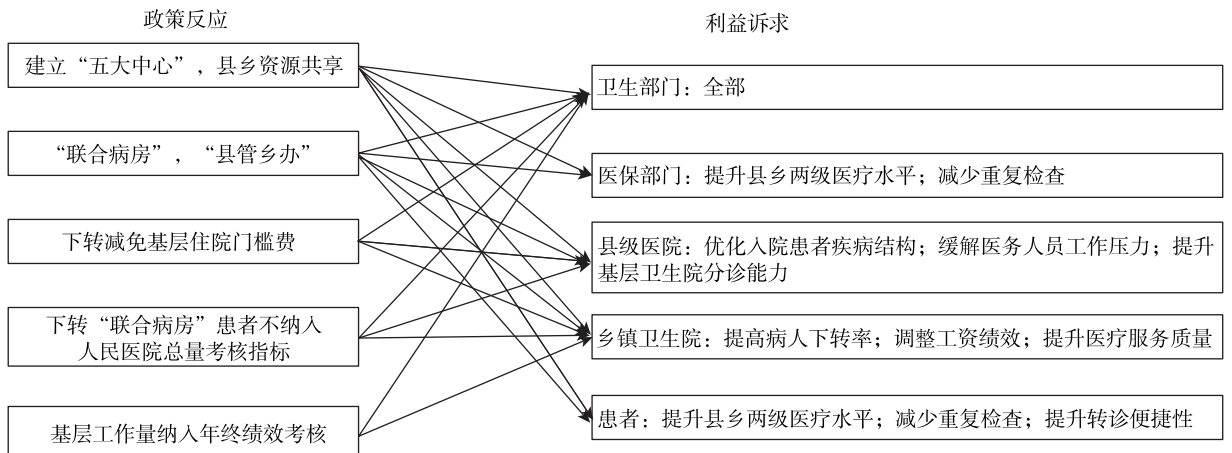 政策反应
利益诉求
建立“五大中心”，县乡资源共享
“联合病房”，“县管乡办”
下转减免基层住院门槛费
下转“联合病房”患者不纳入
人民医院总量考核指标
基层工作量纳入年终绩效考核
卫生部门：全部
医保部门：提升县乡两级医疗水平；减少重复检查
县级医院：优化入院患者疾病结构；缓解医务人员工作压力；提升
基层卫生院分诊能力
乡镇卫生院：提高病人下转率；调整工资绩效；提升医疗服务质量
患者：提升县乡两级医疗水平；减少重复检查；提升转诊便捷性